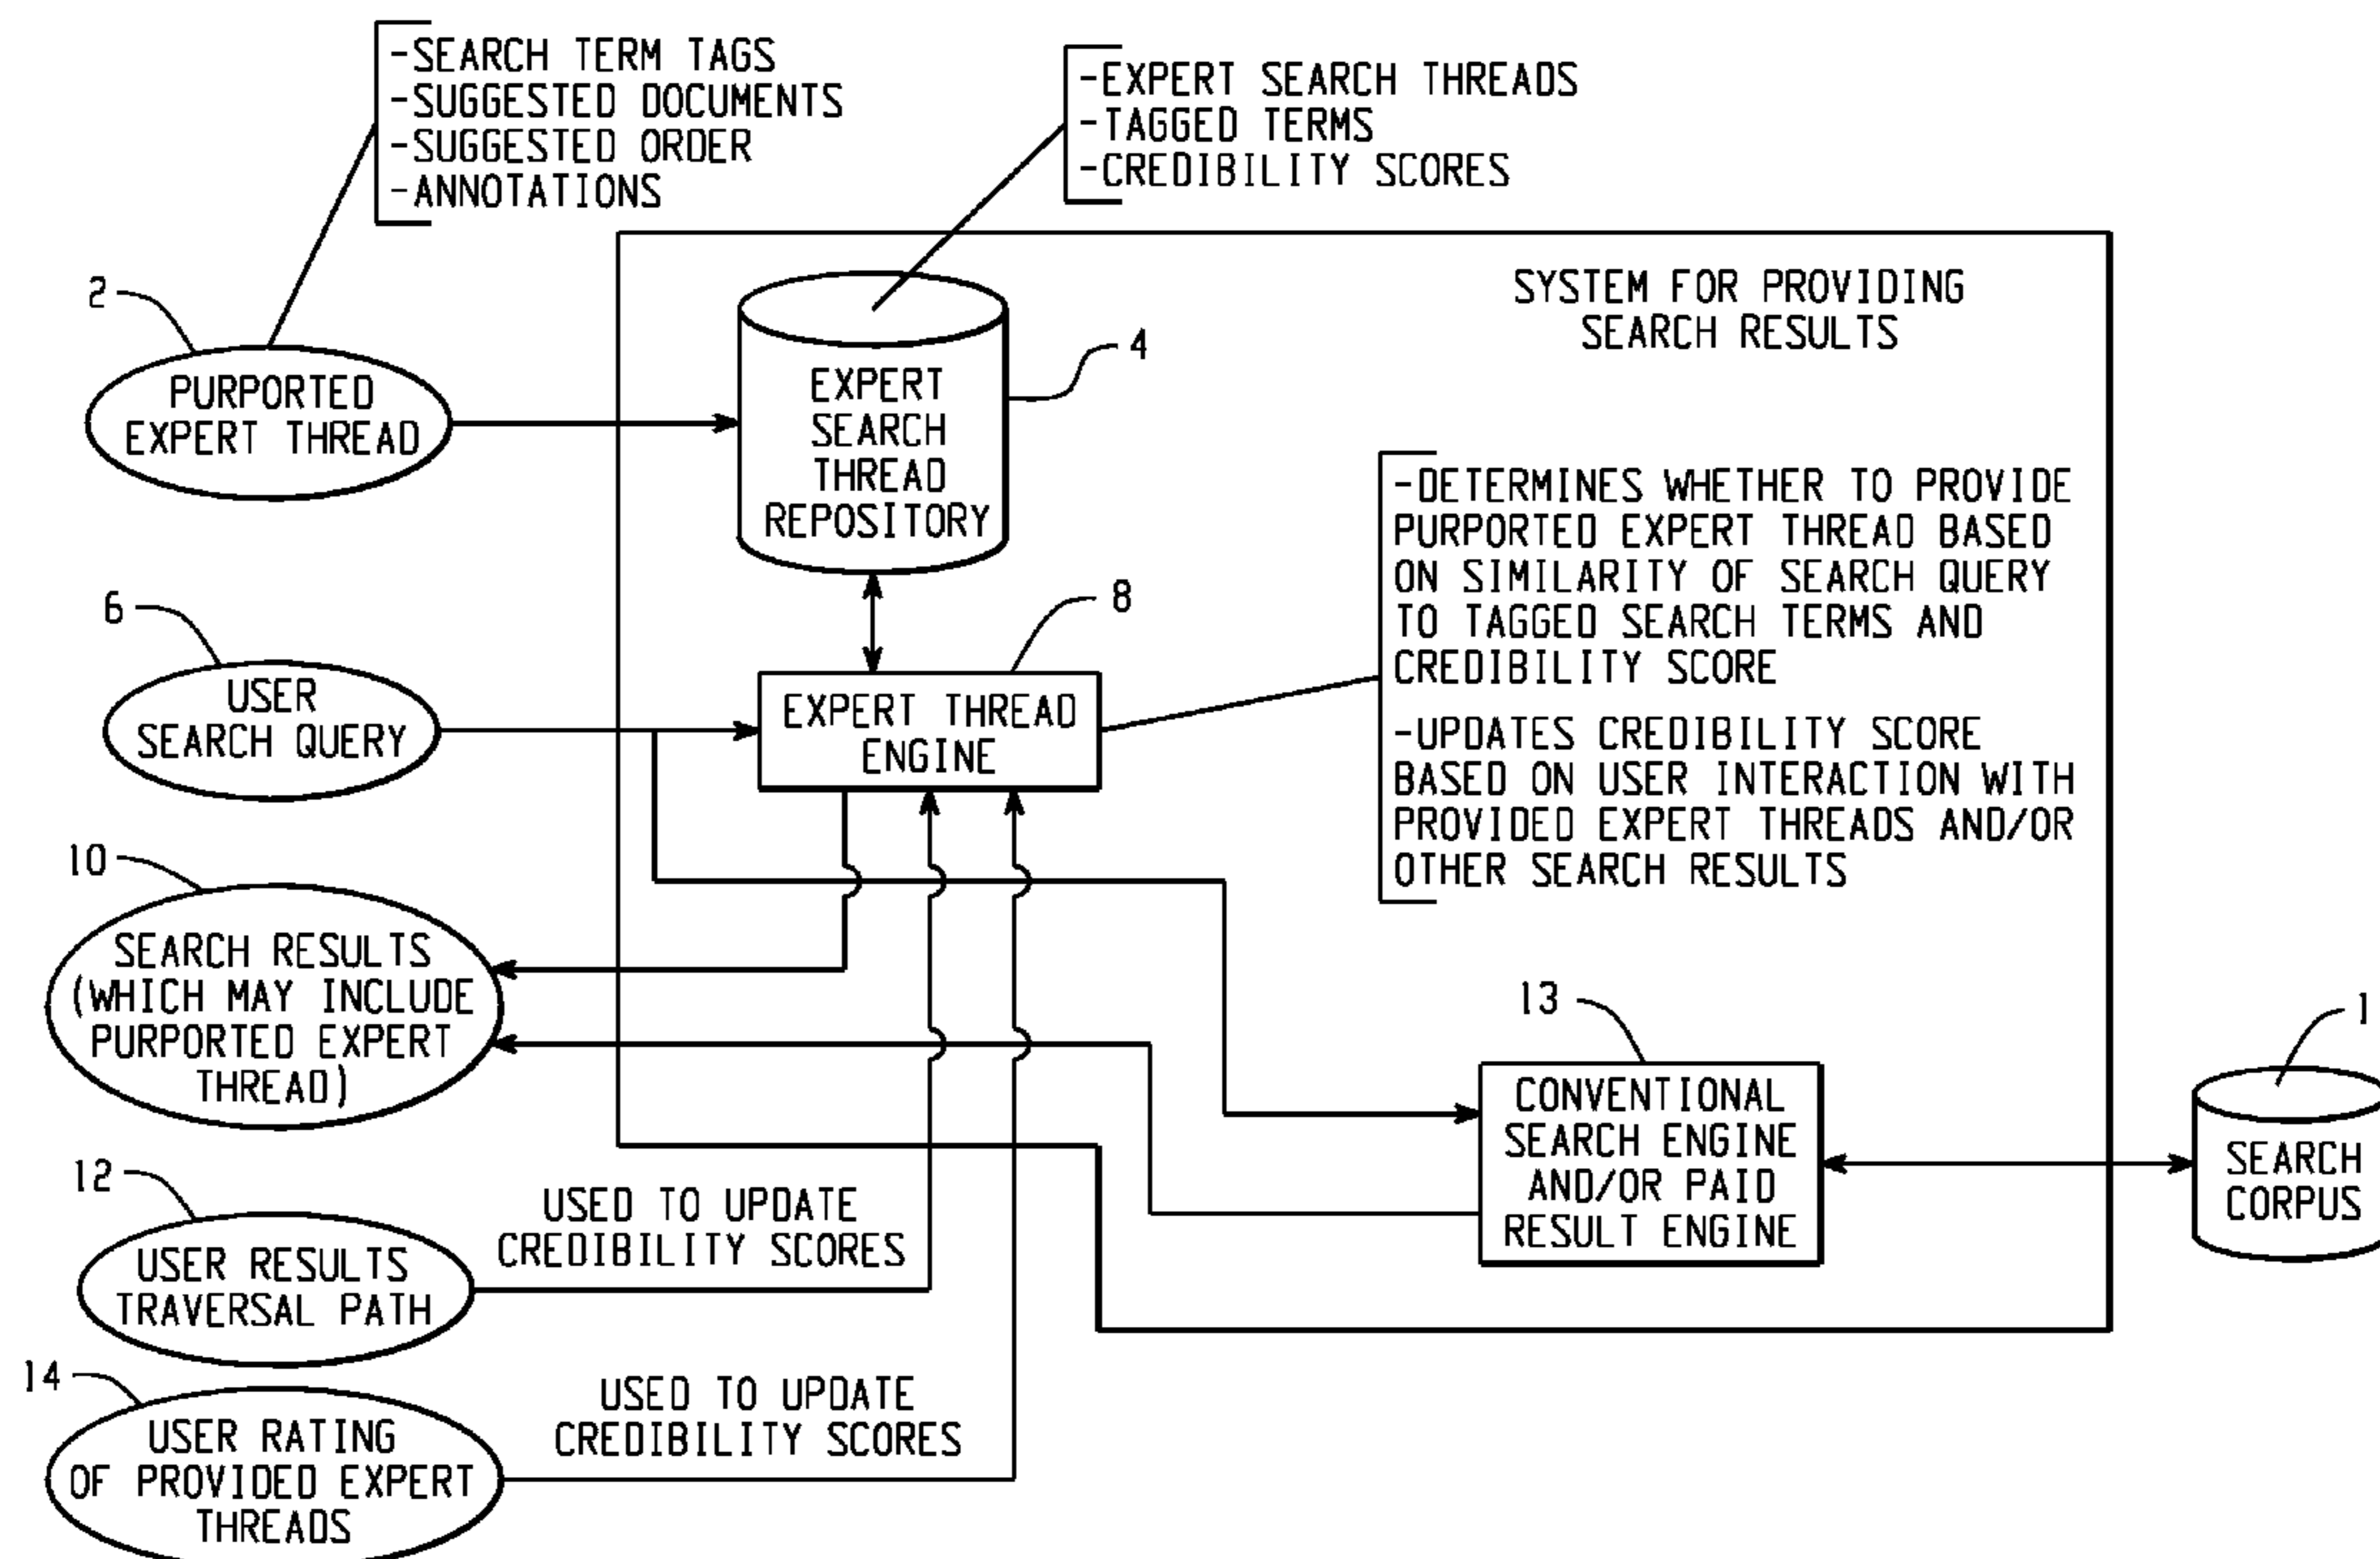 -SEARCH TERM TAGS
-SUGGESTED DOCUMENTS
-SUGGESTED ORDER
-ANNOTATIONS
-EXPERT SEARCH THREADS
-TAGGED TERMS
-CREDIBILITY SCORES
SYSTEM FOR PROVIDING
SEARCH RESULTS
2
PURPORTED
EXPERT THREAD
4
EXPERT
SEARCH
THREAD
REPOSITORY
-DETERMINES WHETHER TO PROVIDE
PURPORTED EXPERT THREAD BASED
ON SIMILARITY OF SEARCH QUERY
TO TAGGED SEARCH TERMS AND
CREDIBILITY SCORE
-UPDATES CREDIBILITY SCORE
BASED ON USER INTERACTION WITH
PROVIDED EXPERT THREADS AND/OR
OTHER SEARCH RESULTS
6
USER
SEARCH QUERY
8
EXPERT THREAD
ENGINE
10
SEARCH RESULTS
(WHICH MAY INCLUDE
PURPORTED EXPERT
THREAD)
13
CONVENTIONAL
SEARCH ENGINE
AND/OR PAID
RESULT ENGINE
1
SEARCH
CORPUS
12
USER RESULTS
TRAVERSAL PATH
USED TO UPDATE
CREDIBILITY SCORES
14
USER RATING
OF PROVIDED EXPERT
THREADS
USED TO UPDATE
CREDIBILITY SCORES